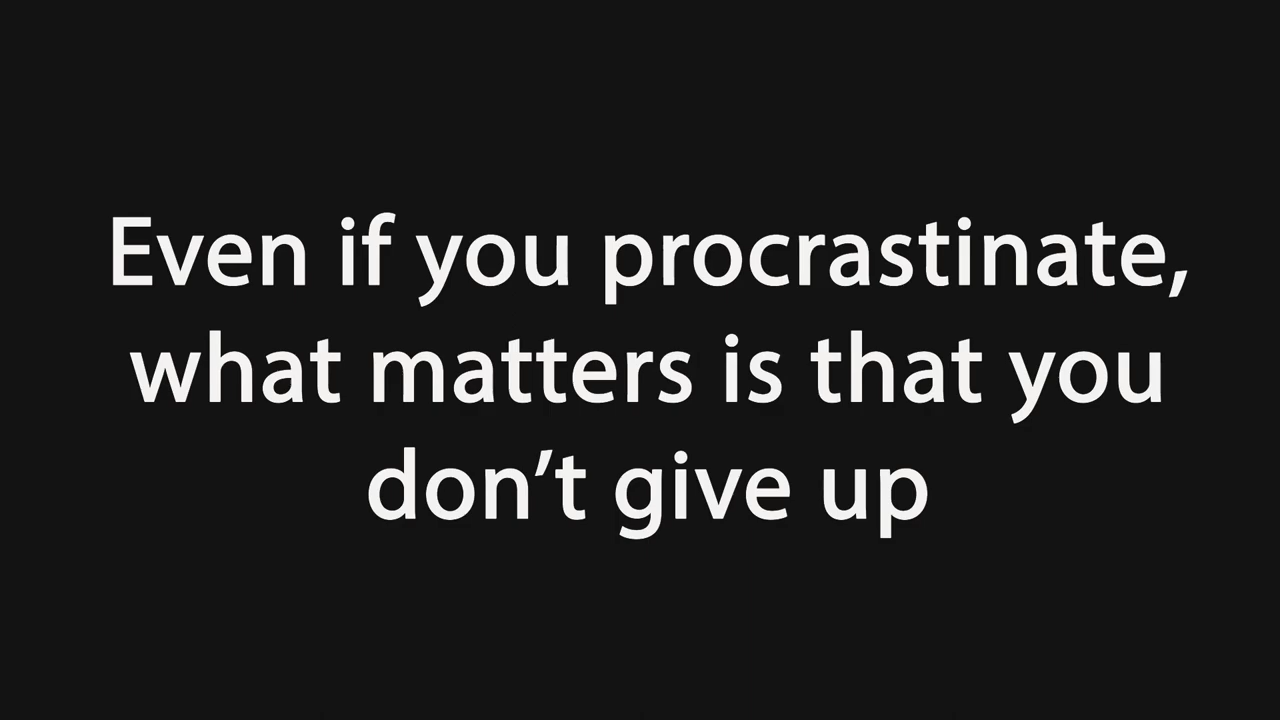 Even if you procrastinate,
what matters is that you
don’t give up